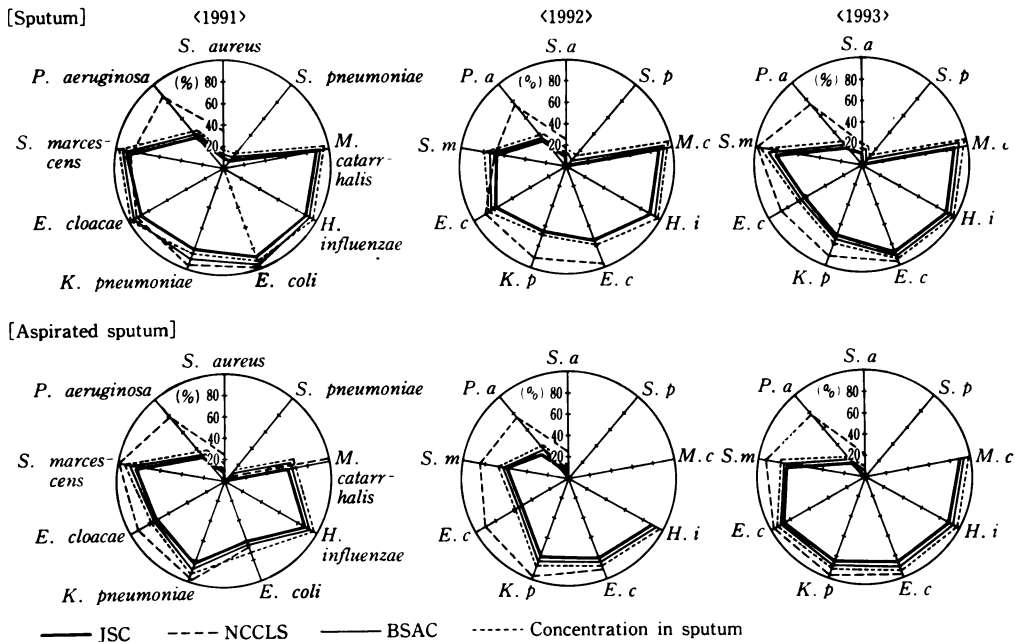 [Sputum]
<1991>
<1992>
<1993>
S. aureus
S. a
S. a
P. aeruginosa
(%)
S. pneumoniae
P. a
(%)
S. p
P. a
(%)
S. p
80
60
40
20
80
60
40
20
80
60
40
20
S. marces-
cens
M.
catarr-
halis
S. m
M. c
S. m
M. c
E. cloacae
H.
influenzae
E. c
H. i
E. c
H. i
K. pneumoniae
E. coli
K. p
E. c
K. p
E. c
[Aspirated sputum]
S. aureus
S. a
S. a
P. aeruginosa
(%)
S. pneumoniae
P. a
(%)
S. p
P. a
(%)
S. p
80
60
40
20
80
60
40
20
80
60
40
20
S. marces-
cens
M.
catarr-
halis
S. m
M. c
S. m
M. c
E. cloacae
H.
influenzae
E. c
H. i
E. c
H. i
K. pneumoniae
E. coli
K. p
E. c
K. p
E. c
JSC
NCCLS
BSAC
Concentration in sputum